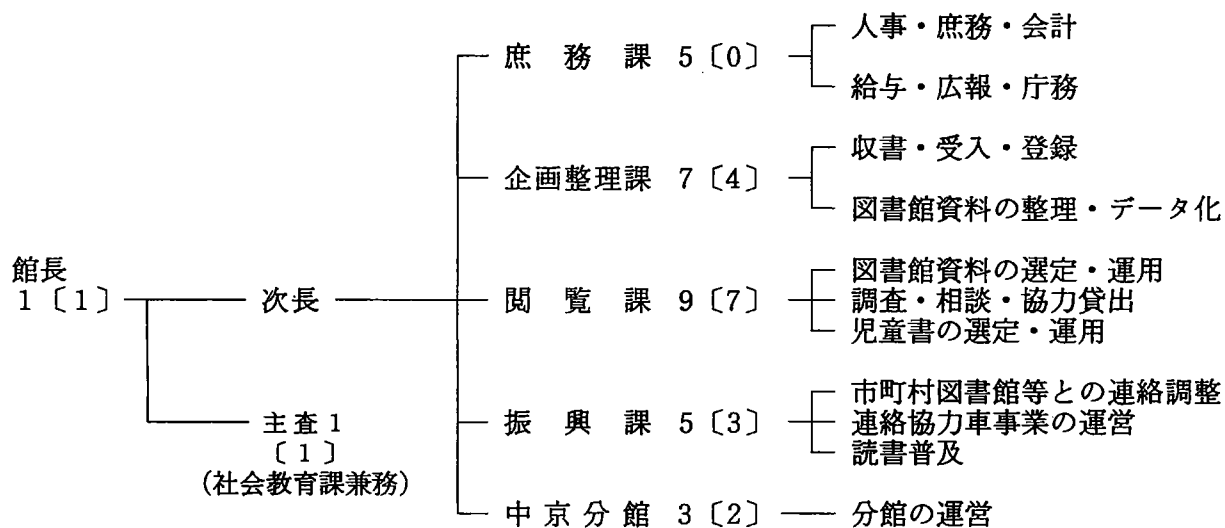 館長
1〔1〕
次長
主査1
〔1〕
(社会教育課兼務)
庶務課 5〔0〕
人事・庶務・会計
給与・広報・庁務
企画整理課 7〔4〕
収書・受入・登録
図書館資料の整理・データ化
閲覧課 9〔7〕
図書館資料の選定・運用
調査・相談・協力貸出
児童書の選定・運用
振興課 5〔3〕
市町村図書館等との連絡調整
連絡協力車事業の運営
読書普及
中京分館 3〔2〕
分館の運営